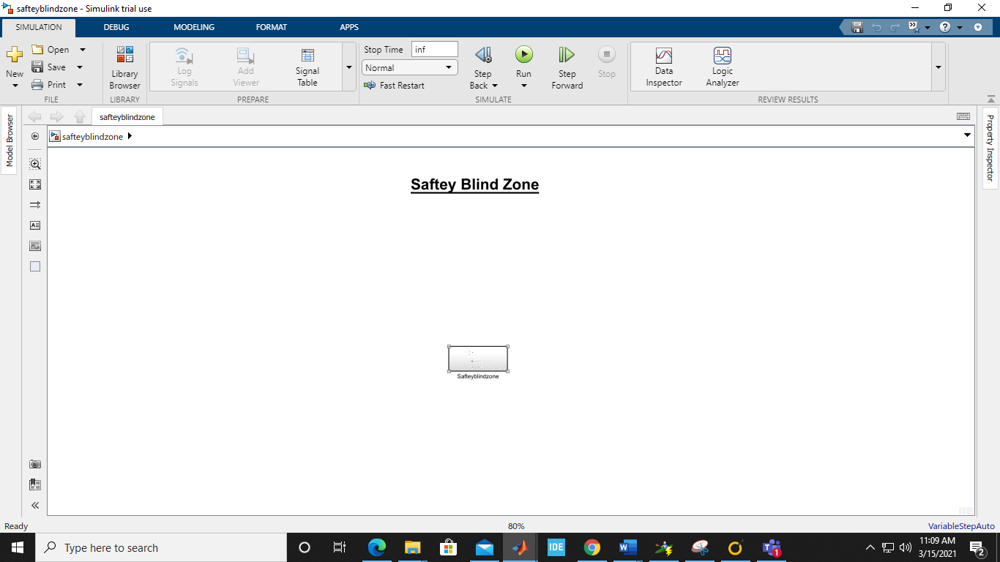 safteyblindzone - Simulink trial use
SIMULATION DEBUG MODELING FORMAT APPS
New
Open
Save
Print
FILE
Library
Browser
LIBRARY
Log
Signals
Add
Viewer
Signal
Table
PREPARE
Stop Time inf
Normal
Fast Restart
Step
Back
Run
Step
Forward
Stop
SIMULATE
Data
Inspector
Logic
Analyzer
REVIEW RESULTS
Model Browser
safteyblindzone
safteyblindzone
Property Inspector
Saftey Blind Zone
Safteyblindzone
Ready 80% VariableStepAuto
Type here to search
IDE
1
11:09 AM
3/15/2021
2